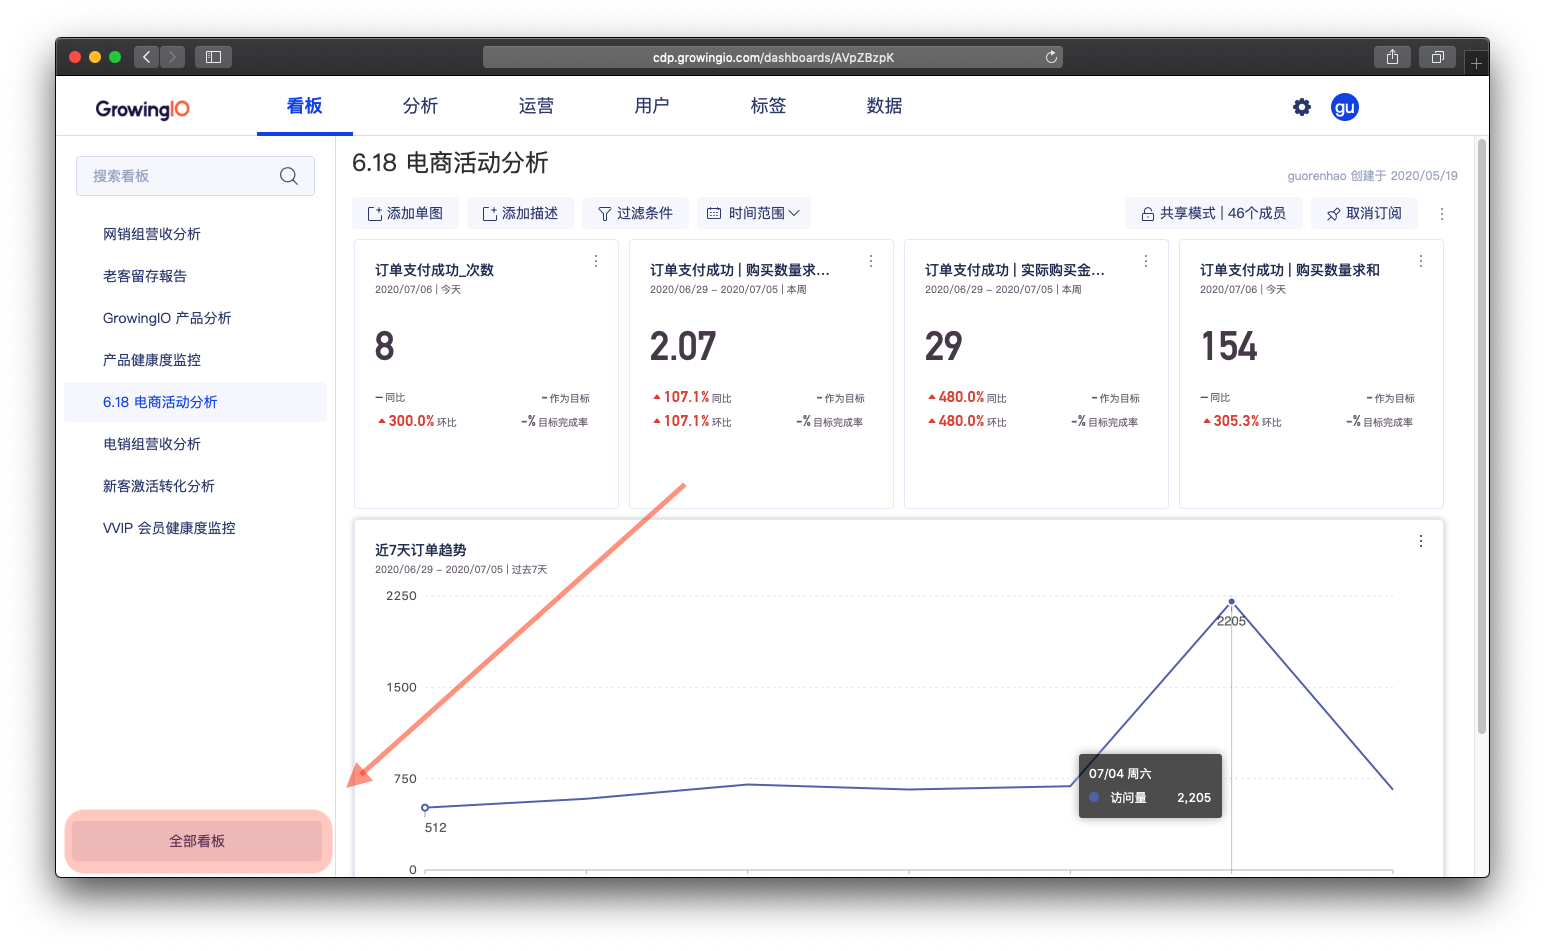 cdp.growingio.com/dashboards/AVpZBzpK
GrowingIO
看板 分析 运营 用户 标签 数据
gu
搜索看板
网销组营收分析
老客留存報告
GrowingIO 产品分析
产品健康度监控
6.18 电商活动分析
电销组营收分析
新客激活转化分析
VVIP 会员健康度监控
全部看板
6.18 电商活动分析
guorenhao 创建于 2020/05/19
添加单图 添加描述 过滤条件 时间范围
共享模式 | 46个成员 取消订阅
订单支付成功_次数
2020/07/06 | 今天
8
– 同比 - 作为目标
300.0% 环比 -% 目标完成率
订单支付成功 | 购买数量求...
2020/06/29 – 2020/07/05 | 本周
2.07
107.1% 同比 - 作为目标
107.1% 环比 -% 目标完成率
订单支付成功 | 实际购买金...
2020/06/29 – 2020/07/05 | 本周
29
480.0% 同比 - 作为目标
480.0% 环比 -% 目标完成率
订单支付成功 | 购买数量求和
2020/07/06 | 今天
154
– 同比 - 作为目标
305.3% 环比 -% 目标完成率
近7天订单趋势
2020/06/29 – 2020/07/05 | 过去7天
2250
2205
1500
750
07/04 周六
访问量 2,205
512
0